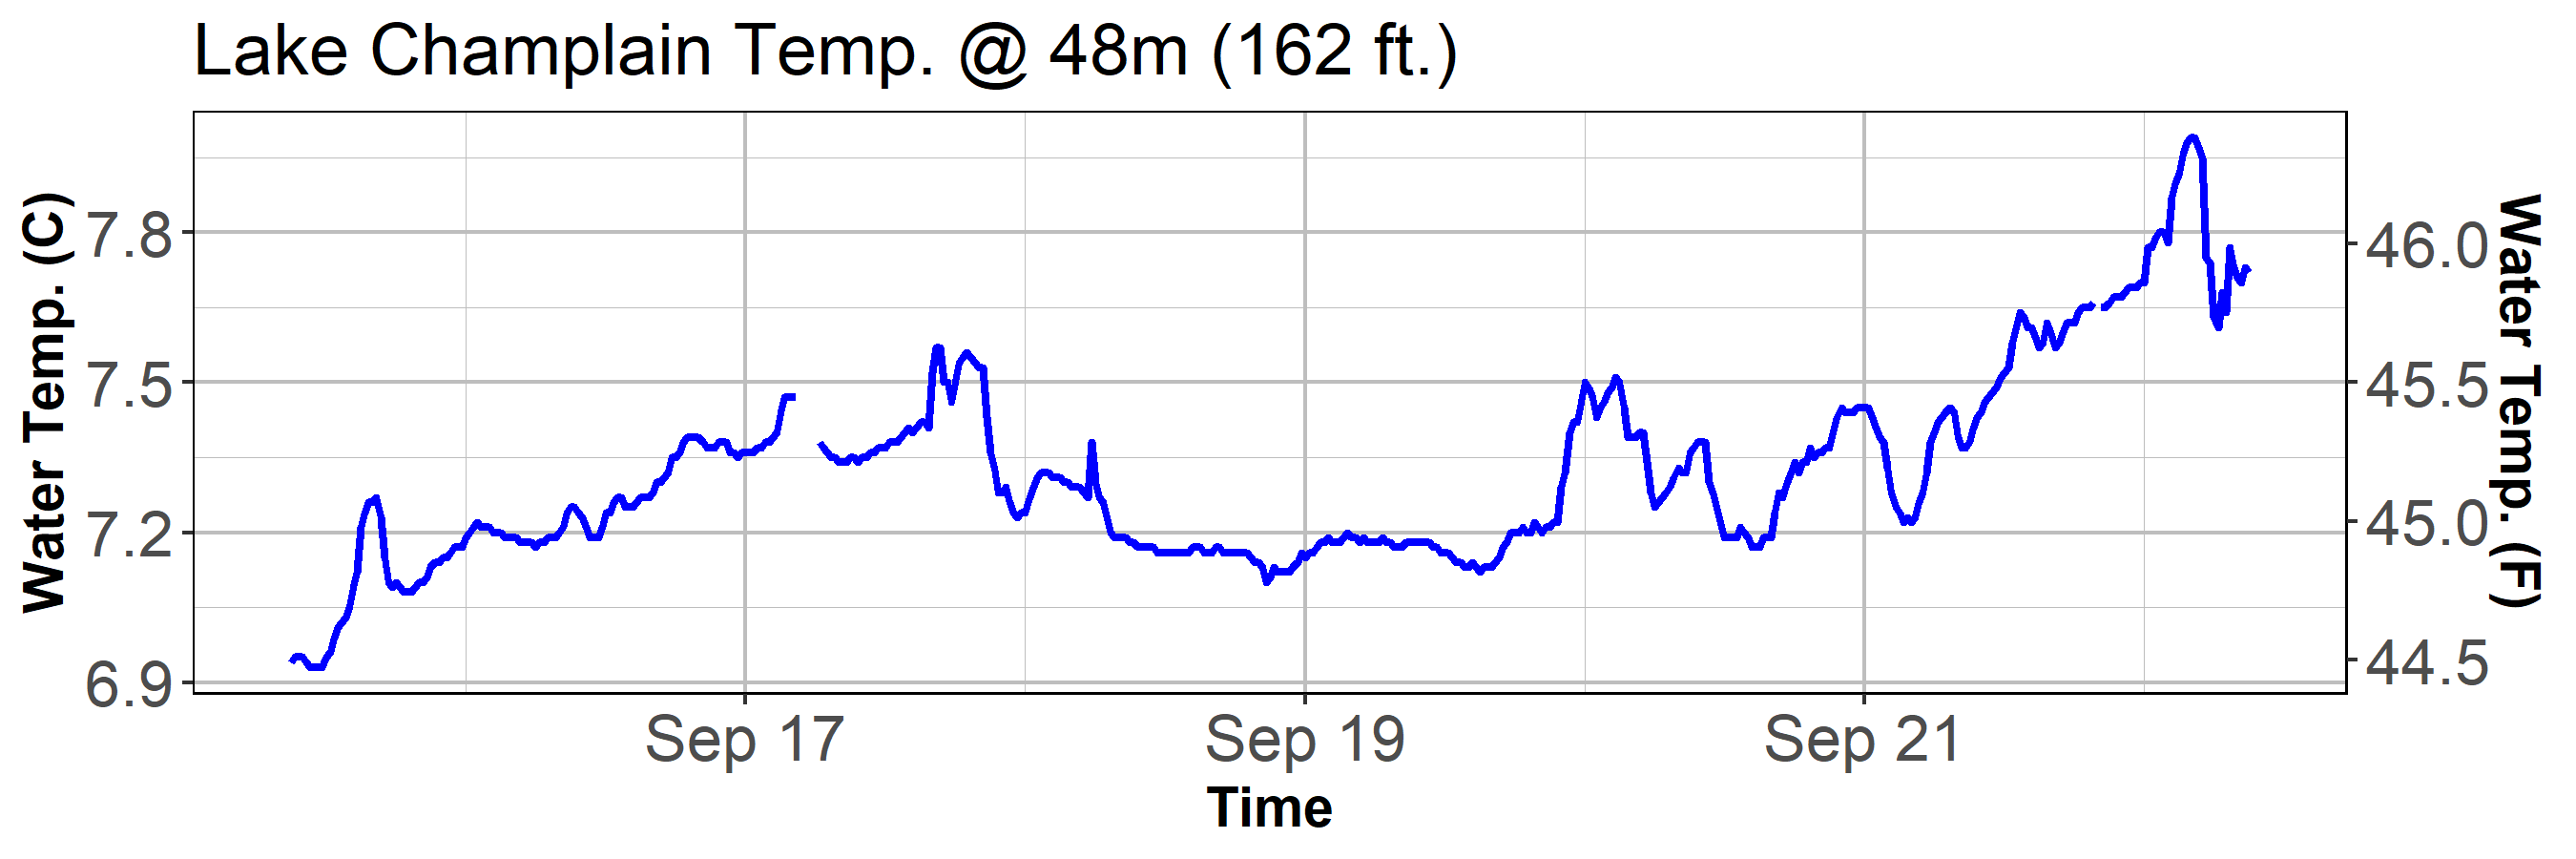 Lake Champlain Temp. @ 48m (162 ft.)
Water Temp. (C)
7.8
7.5
7.2
6.9
46.0
45.5
45.0
44.5
Water Temp. (F)
Sep 17
Sep 19
Sep 21
Time